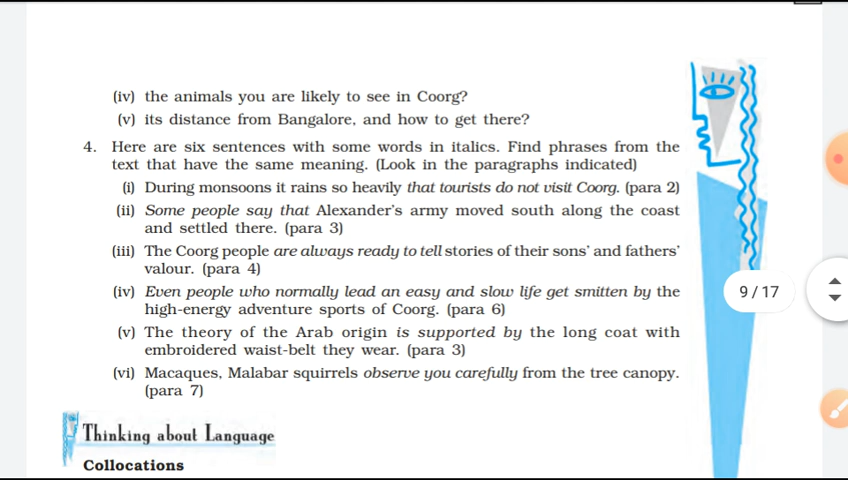 (iv) the animals you are likely to see in Coorg?
(v) its distance from Bangalore, and how to get there?
4. Here are six sentences with some words in italics. Find phrases from the
text that have the same meaning. (Look in the paragraphs indicated)
(i) During monsoons it rains so heavily that tourists do not visit Coorg. (para 2)
(ii) Some people say that Alexander's army moved south along the coast
and settled there. (para 3)
(iii) The Coorg people are always ready to tell stories of their sons' and fathers'
valour. (para 4)
(iv) Even people who normally lead an easy and slow life get smitten by the
high-energy adventure sports of Coorg. (para 6)
(v) The theory of the Arab origin is supported by the long coat with
embroidered waist-belt they wear. (para 3)
(vi) Macaques, Malabar squirrels observe you carefully from the tree canopy.
(para 7)
9 / 17
Thinking about Language
Collocations